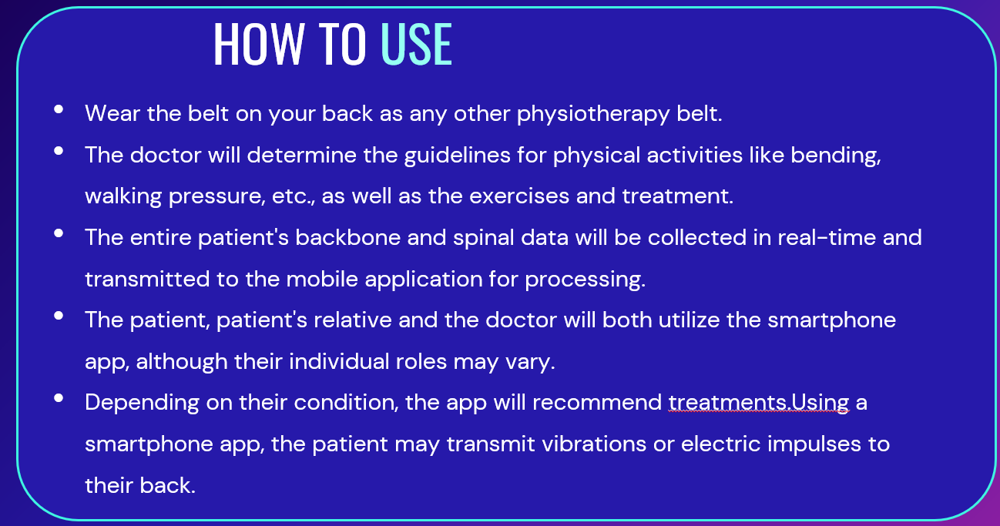 HOW TO USE
• Wear the belt on your back as any other physiotherapy belt.
• The doctor will determine the guidelines for physical activities like bending,
walking pressure, etc., as well as the exercises and treatment.
• The entire patient's backbone and spinal data will be collected in real-time and
transmitted to the mobile application for processing.
• The patient, patient's relative and the doctor will both utilize the smartphone
app, although their individual roles may vary.
• Depending on their condition, the app will recommend treatments.Using a
smartphone app, the patient may transmit vibrations or electric impulses to
their back.